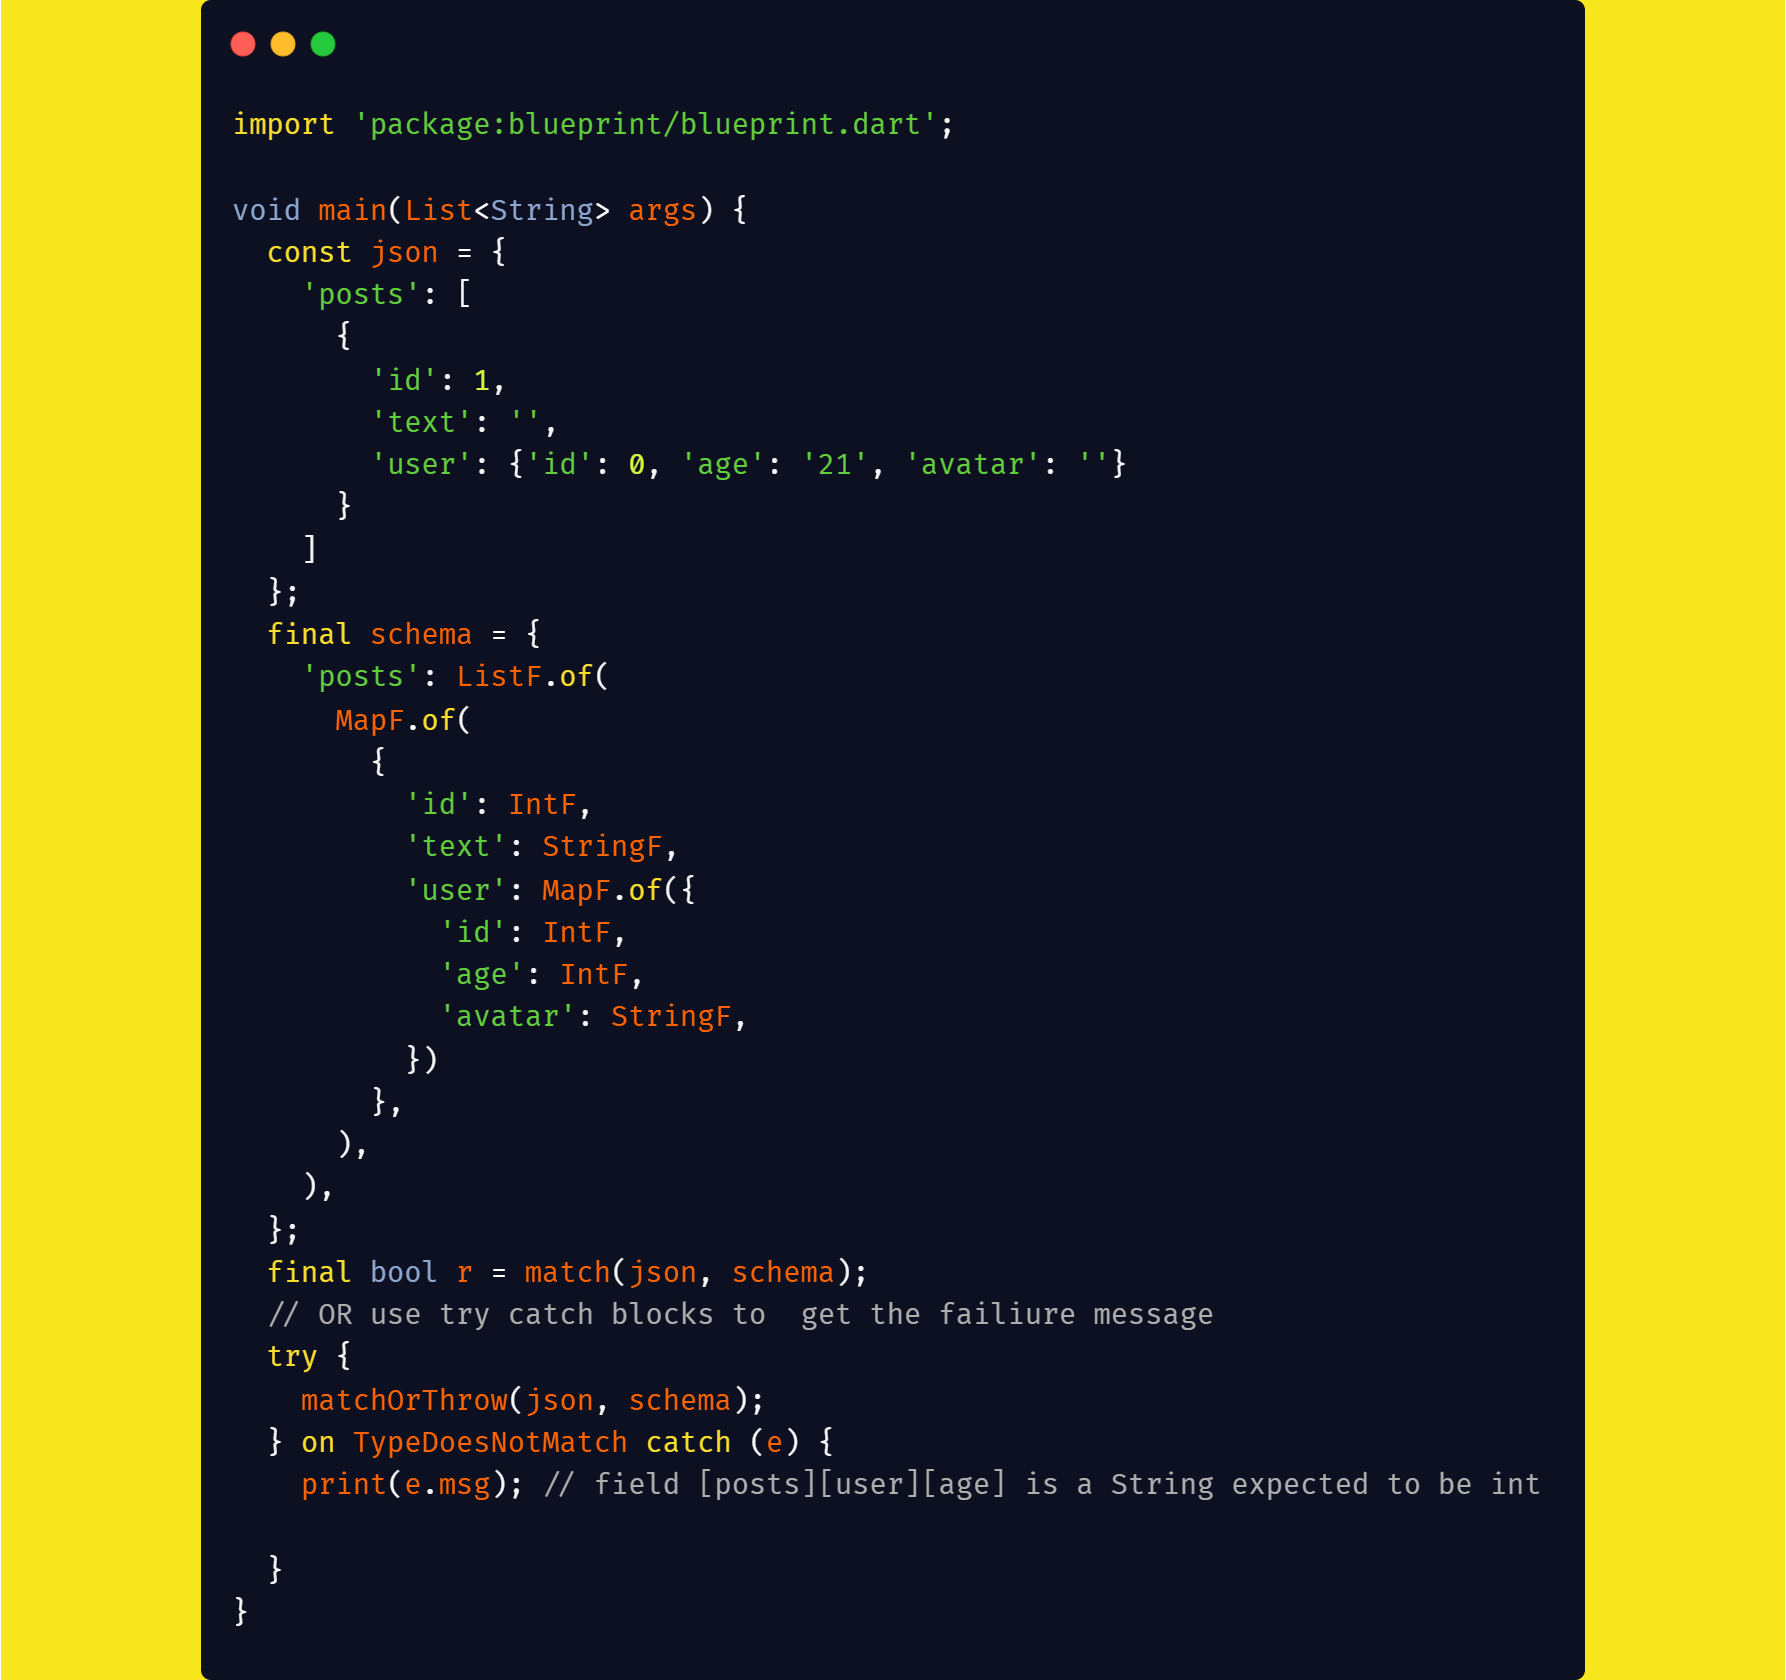 import 'package:blueprint/blueprint.dart';

void main(List<String> args) {
  const json = {
    'posts': [
      {
        'id': 1,
        'text': '',
        'user': {'id': 0, 'age': '21', 'avatar': ''}
      }
    ]
  };
  final schema = {
    'posts': ListF.of(
      MapF.of(
        {
          'id': IntF,
          'text': StringF,
          'user': MapF.of({
            'id': IntF,
            'age': IntF,
            'avatar': StringF,
          })
        },
      ),
    ),
  };
  final bool r = match(json, schema);
  // OR use try catch blocks to  get the failiure message
  try {
    matchOrThrow(json, schema);
  } on TypeDoesNotMatch catch (e) {
    print(e.msg); // field [posts][user][age] is a String expected to be int

  }
}